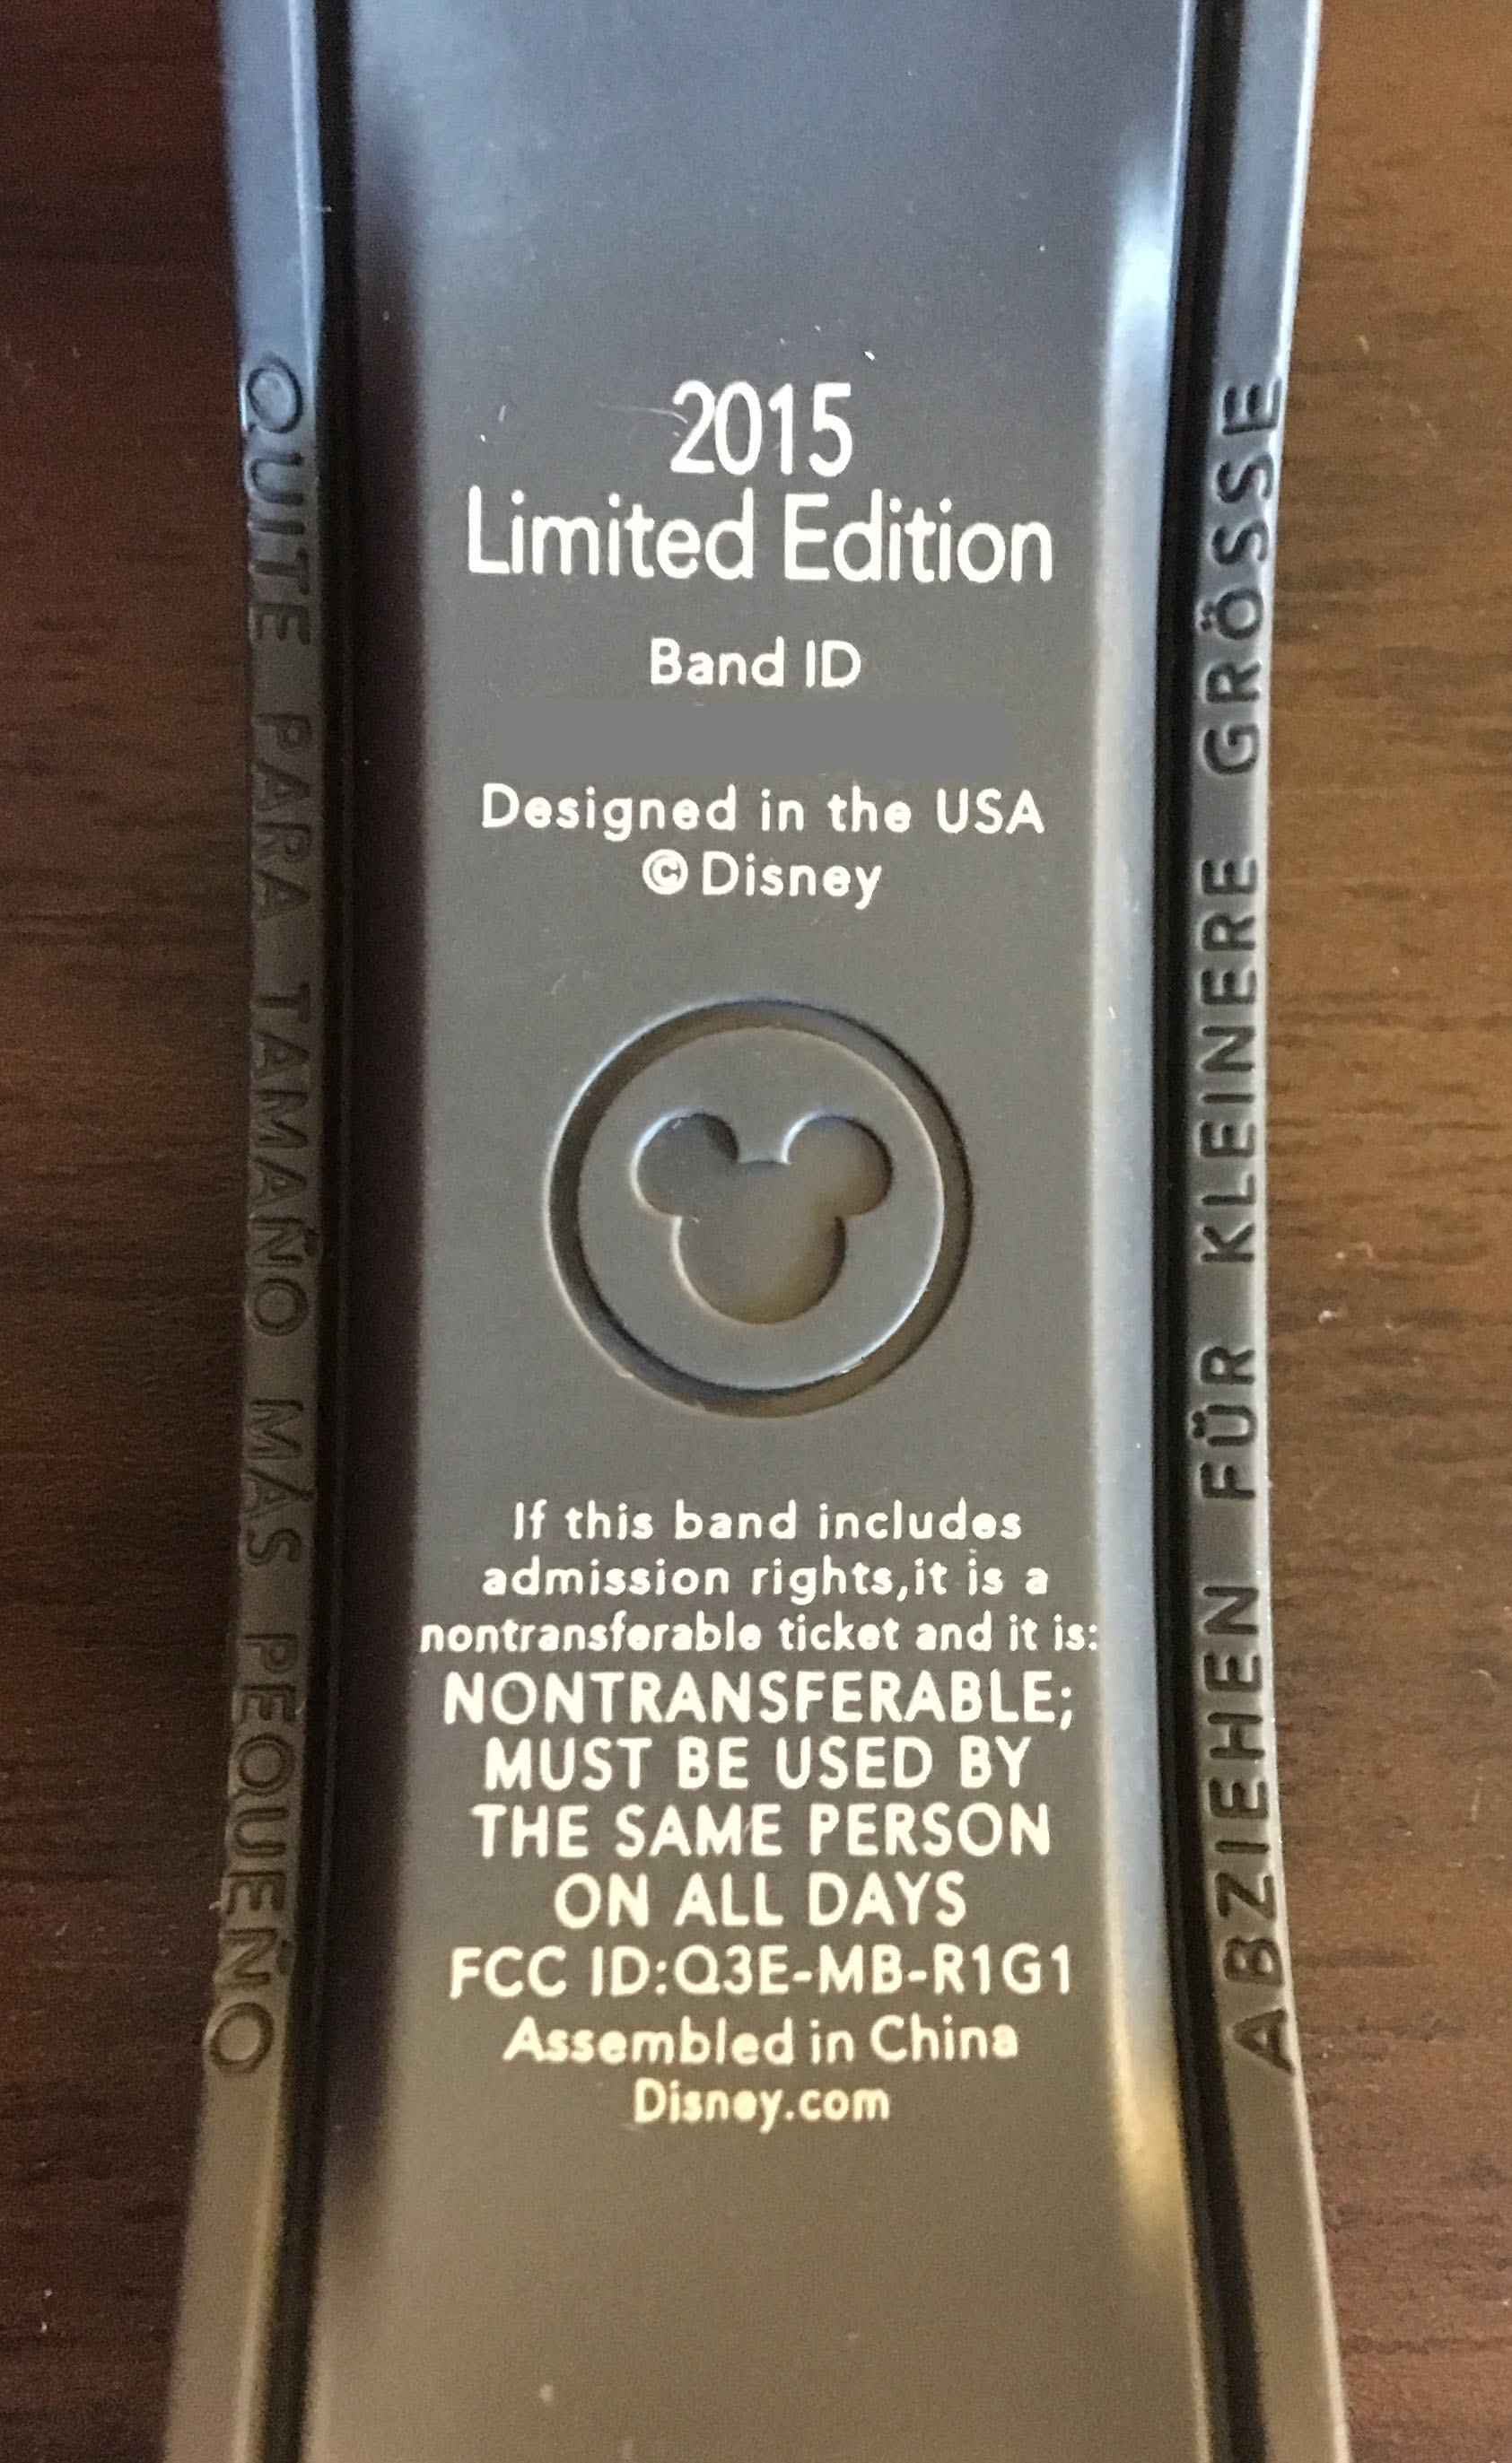 2015
Limited Edition
Band ID
Designed in the USA
©Disney
If this band includes
admission rights,it is a
nontransferable ticket and it is:
NONTRANSFERABLE;
MUST BE USED BY
THE SAME PERSON
ON ALL DAYS
FCC ID:Q3E-MB-R1G1
Assembled in China
Disney.com
QUITE PARA TAMAÑO MÁS PEQUEÑO
ABZIEHEN FÜR KLEINERE GRÖSSE